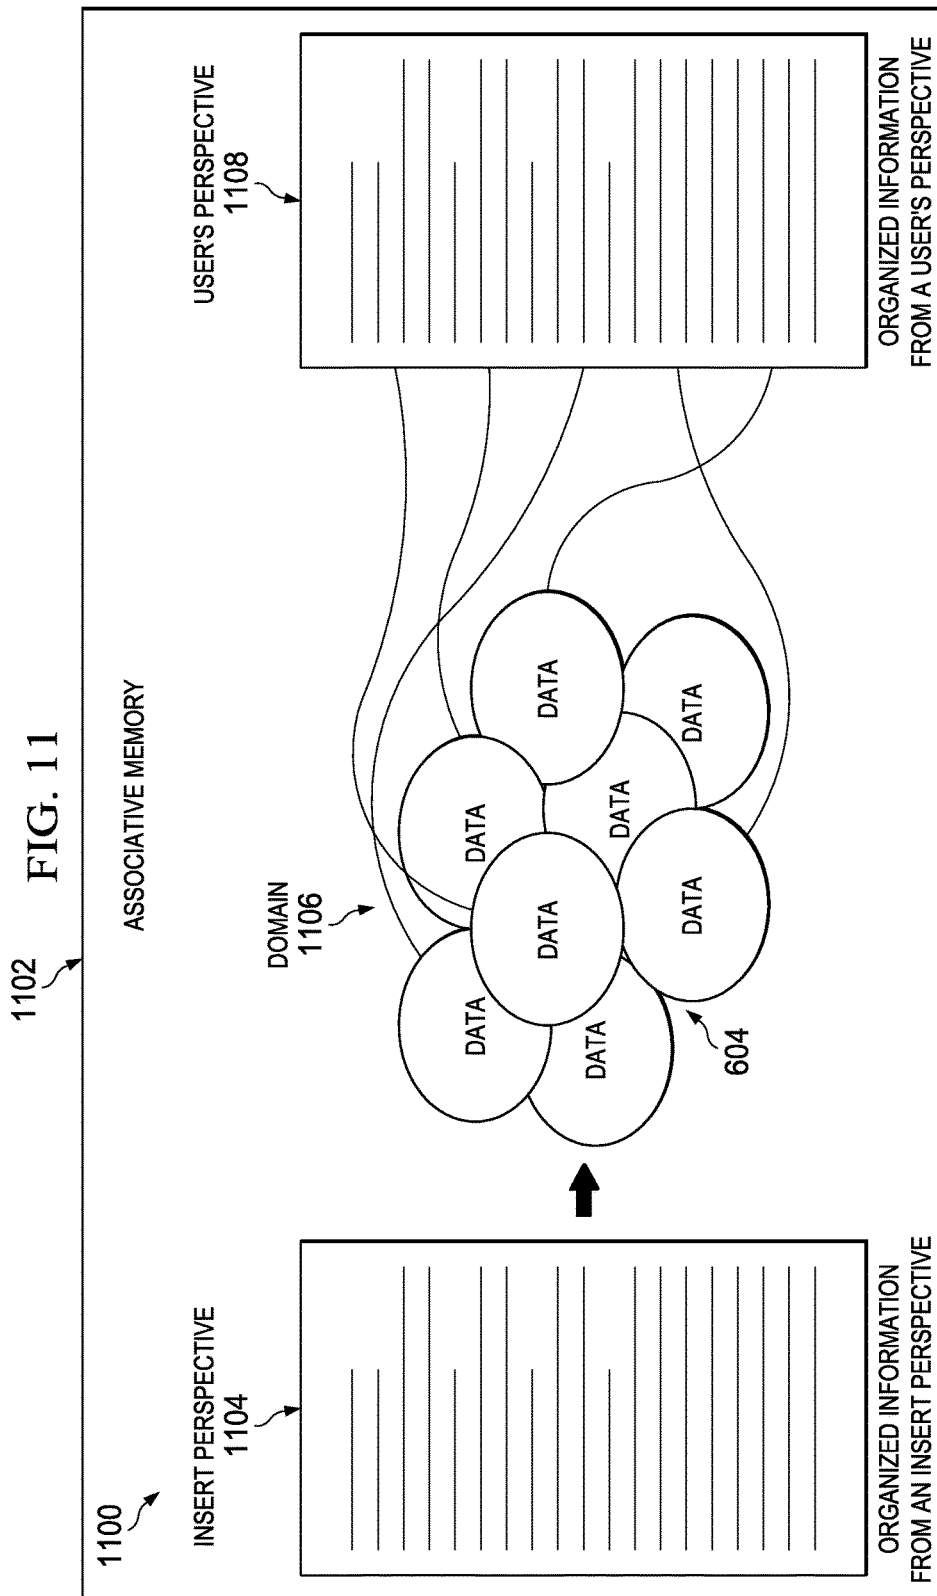 FIG. 11
1102
ASSOCIATIVE MEMORY
1100
INSERT PERSPECTIVE
1104
ORGANIZED INFORMATION
FROM AN INSERT PERSPECTIVE
DOMAIN
1106
DATA
DATA
DATA
DATA
DATA
DATA
DATA
DATA
604
USER'S PERSPECTIVE
1108
ORGANIZED INFORMATION
FROM A USER'S PERSPECTIVE